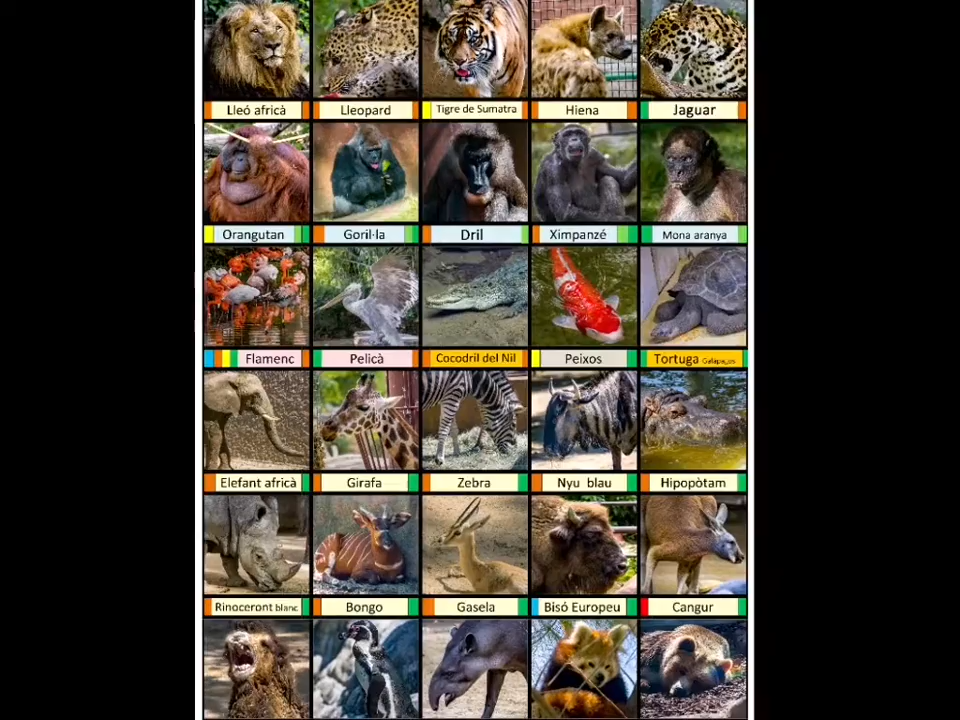 Lleó africà
Lleopard
Tigre de Sumatra
Hiena
Jaguar
Orangutan
Goril·la
Dril
Ximpanzé
Mona aranya
Flamenc
Pelicà
Cocodril del Nil
Peixos
Tortuga
Elefant africà
Girafa
Zebra
Nyu blau
Hipopòtam
Rinoceront blanc
Bongo
Gasela
Bisó Europeu
Cangur